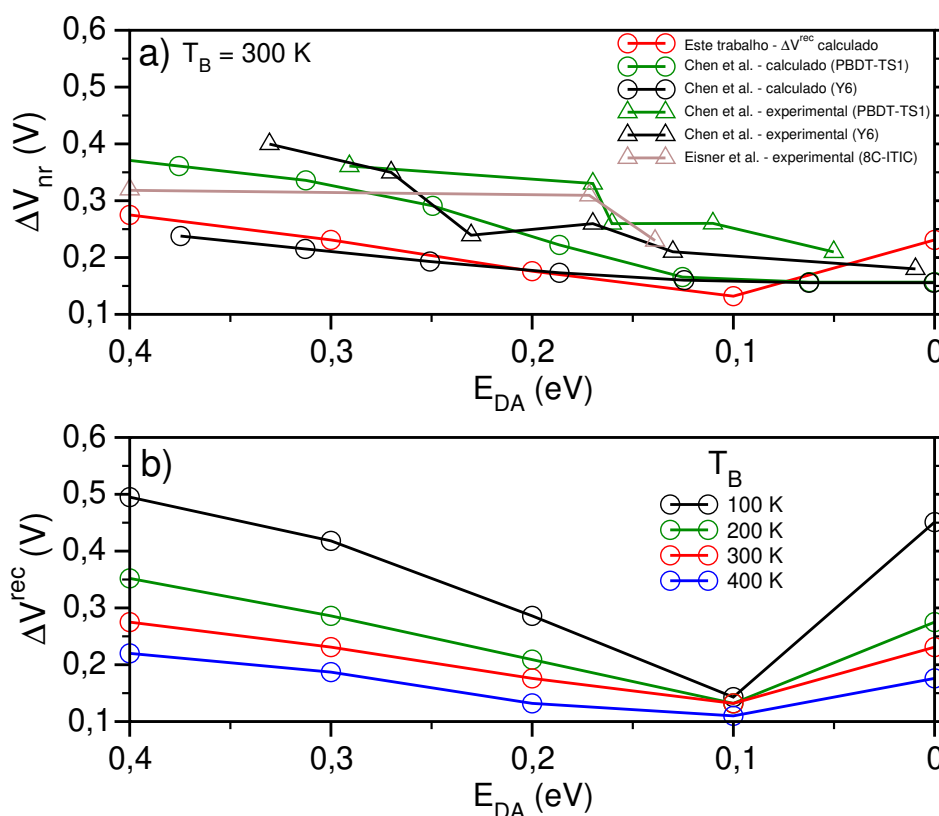 a) T_B = 300 K
Este trabalho - ΔV^rec calculado
Chen et al. - calculado (PBDT-TS1)
Chen et al. - calculado (Y6)
Chen et al. - experimental (PBDT-TS1)
Chen et al. - experimental (Y6)
Eisner et al. - experimental (8C-ITIC)
ΔV_nr (V)
0,6
0,5
0,4
0,3
0,2
0,1
0,4 0,3 0,2 0,1 0
E_DA (eV)
b)
T_B
100 K
200 K
300 K
400 K
ΔV^rec (V)
0,6
0,5
0,4
0,3
0,2
0,1
0,4 0,3 0,2 0,1 0
E_DA (eV)